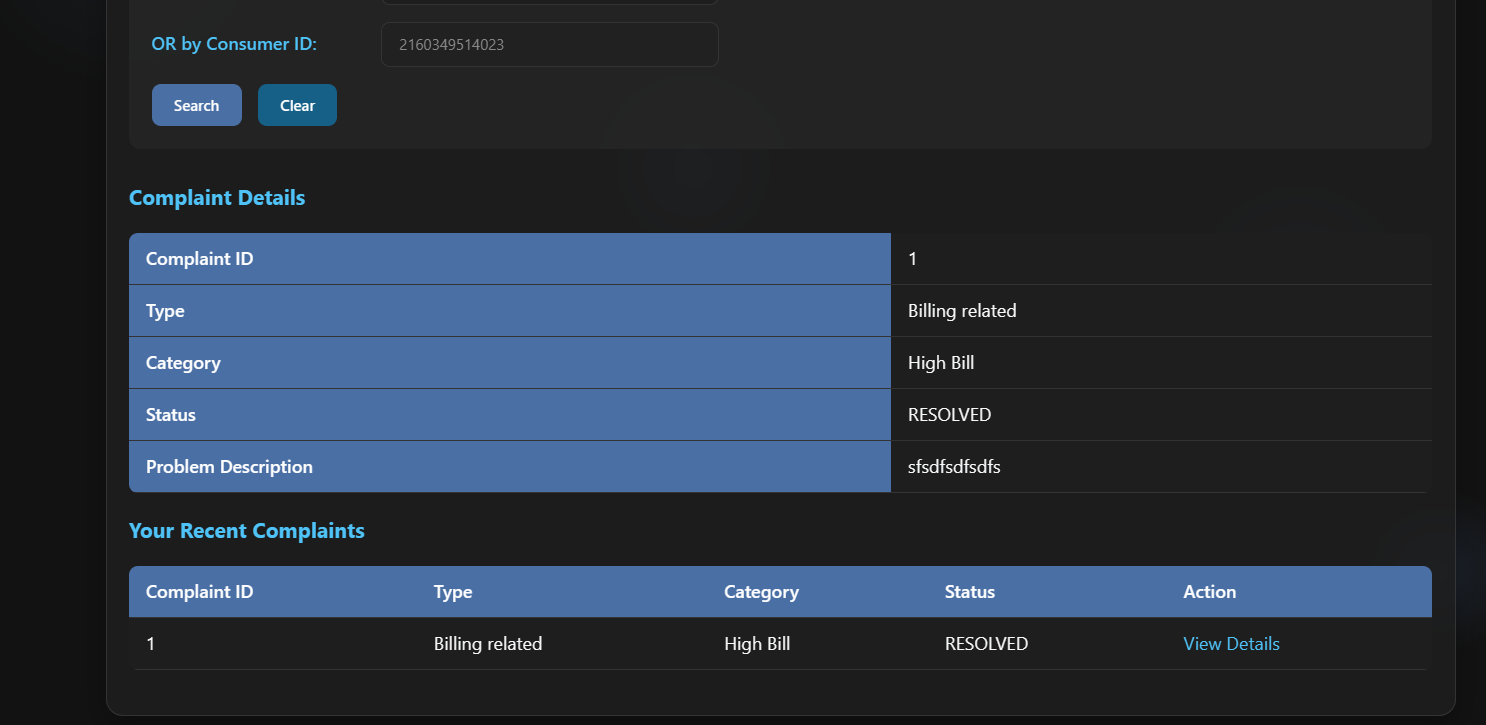 OR by Consumer ID: 2160349514023
Search Clear
Complaint Details
Complaint ID 1
Type Billing related
Category High Bill
Status RESOLVED
Problem Description sfsdfsdfsdfs
Your Recent Complaints
Complaint ID Type Category Status Action
1 Billing related High Bill RESOLVED View Details